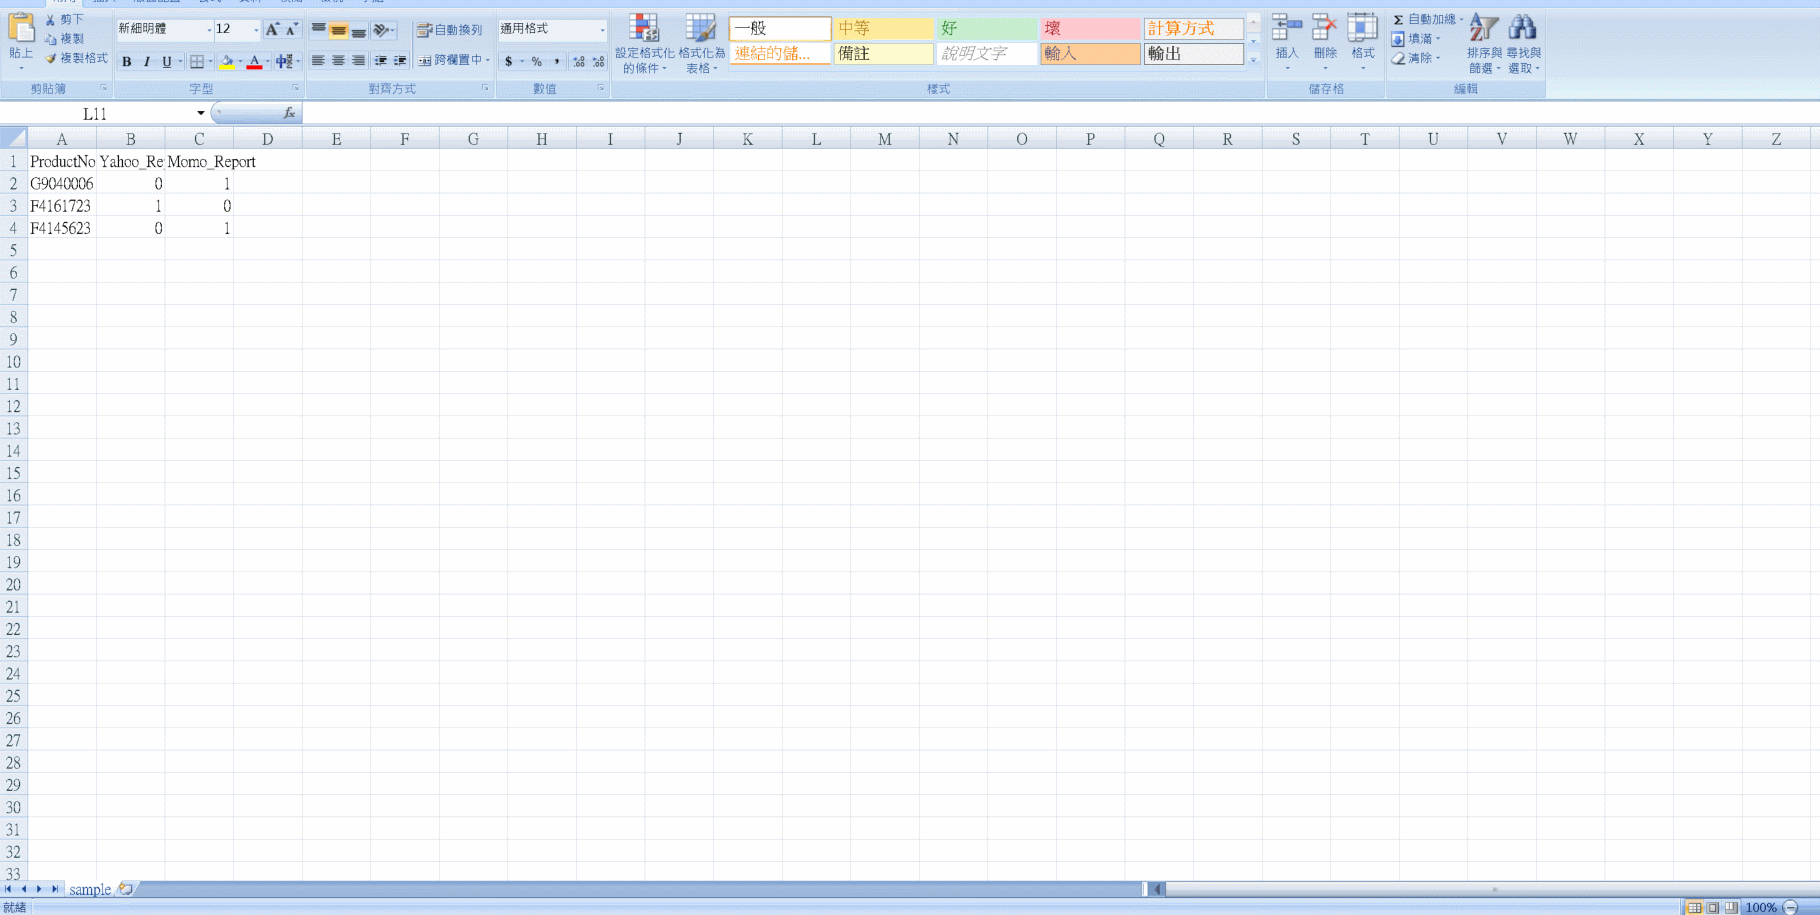 剪下
複製
複製格式
貼上
剪貼簿
新細明體 12
B I U
字型
自動換列
跨欄置中
對齊方式
通用格式
$ % ,
數值
設定格式化的條件
格式化為表格
一般 中等 好 壞 計算方式
連結的儲... 備註 說明文字 輸入 輸出
樣式
插入 刪除 格式
儲存格
Σ 自動加總
填滿
清除
排序與篩選
尋找與選取
編輯
L11 fx
A B C D E F G H I J K L M N O P Q R S T U V W X Y Z
1 ProductNo Yahoo_Re Momo_Report
2 G9040006 0 1
3 F4161723 1 0
4 F4145623 0 1
5
6
7
8
9
10
11
12
13
14
15
16
17
18
19
20
21
22
23
24
25
26
27
28
29
30
31
32
33
sample
就緒 100%